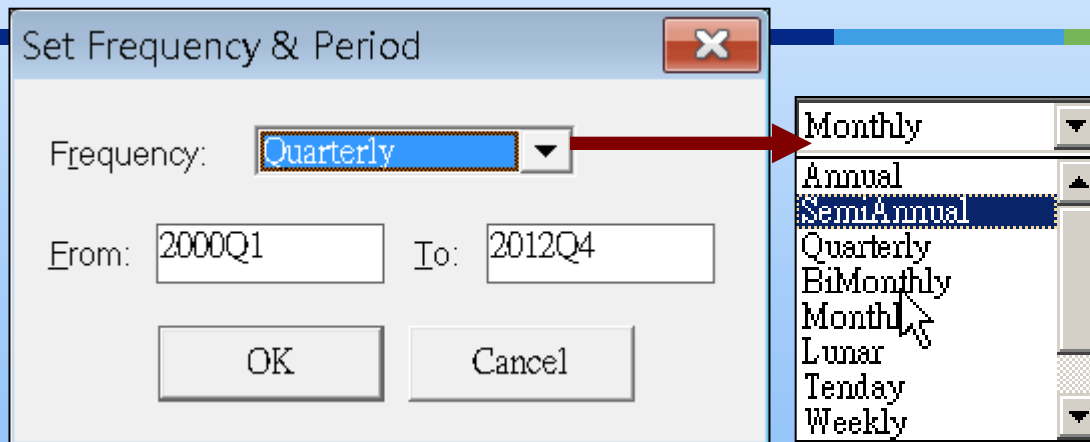 Set Frequency & Period
Frequency: Quarterly
From: 2000Q1 To: 2012Q4
OK Cancel
Monthly
Annual
SemiAnnual
Quarterly
BiMonthly
Monthl
Lunar
Tenday
Weekly